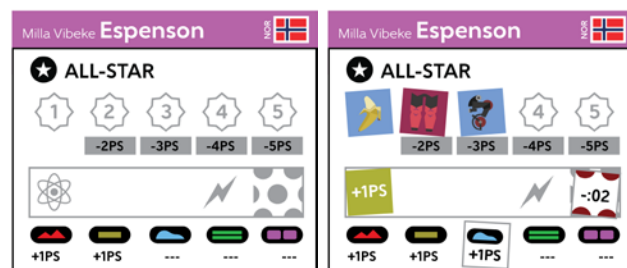 Milla Vibeke Espenson NOR
ALL-STAR
1 2 3 4 5
-2PS -3PS -4PS -5PS
+1PS +1PS --- --- ---
Milla Vibeke Espenson NOR
ALL-STAR
4 5
-2PS -3PS -4PS -5PS
+1PS -:02
+1PS +1PS +1PS --- ---